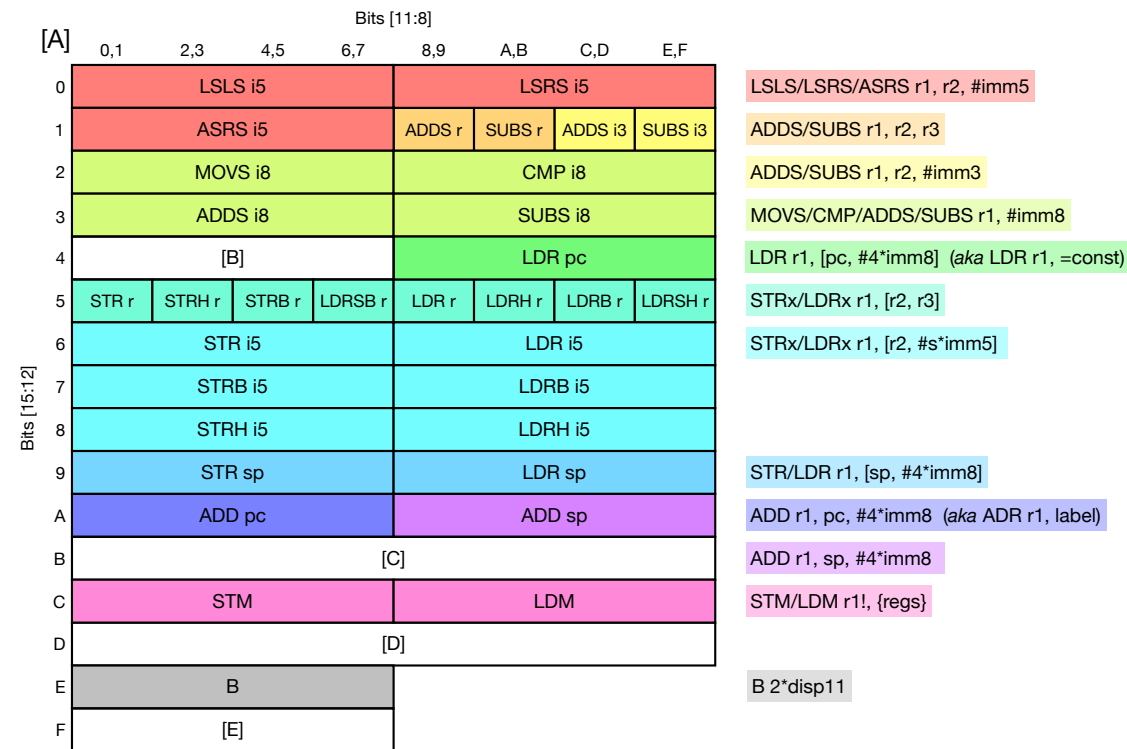 Bits [11:8]
[A]
0,1 2,3 4,5 6,7 8,9 A,B C,D E,F
0 LSLS i5 LSRS i5 LSLS/LSRS/ASRS r1, r2, #imm5
1 ASRS i5 ADDS r SUBS r ADDS i3 SUBS i3 ADDS/SUBS r1, r2, r3
2 MOVS i8 CMP i8 ADDS/SUBS r1, r2, #imm3
3 ADDS i8 SUBS i8 MOVS/CMP/ADDS/SUBS r1, #imm8
4 [B] LDR pc LDR r1, [pc, #4*imm8] (aka LDR r1, =const)
5 STR r STRH r STRB r LDRSB r LDR r LDRH r LDRB r LDRSH r STRx/LDRx r1, [r2, r3]
6 STR i5 LDR i5 STRx/LDRx r1, [r2, #s*imm5]
7 STRB i5 LDRB i5
8 STRH i5 LDRH i5
Bits [15:12]
9 STR sp LDR sp STR/LDR r1, [sp, #4*imm8]
A ADD pc ADD sp ADD r1, pc, #4*imm8 (aka ADR r1, label)
B [C] ADD r1, sp, #4*imm8
C STM LDM STM/LDM r1!, {regs}
D [D]
E B B 2*disp11
F [E]